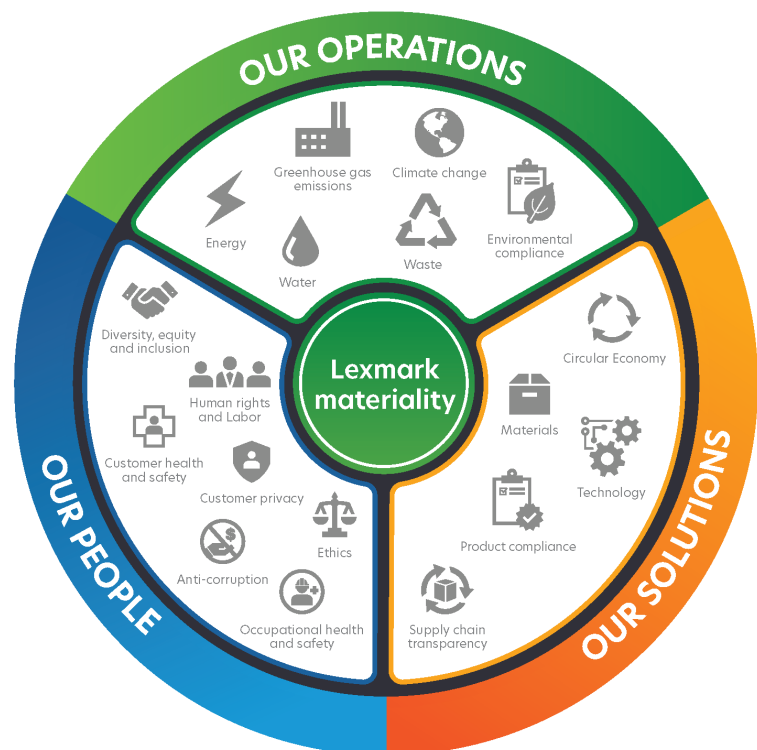 OUR OPERATIONS
Greenhouse gas
emissions
Climate change
Energy
Water
Waste
Environmental
compliance
Lexmark
materiality
OUR PEOPLE
Diversity, equity
and inclusion
Human rights
and Labor
Customer health
and safety
Customer privacy
Ethics
Anti-corruption
Occupational health
and safety
OUR SOLUTIONS
Circular Economy
Materials
Technology
Product compliance
Supply chain
transparency